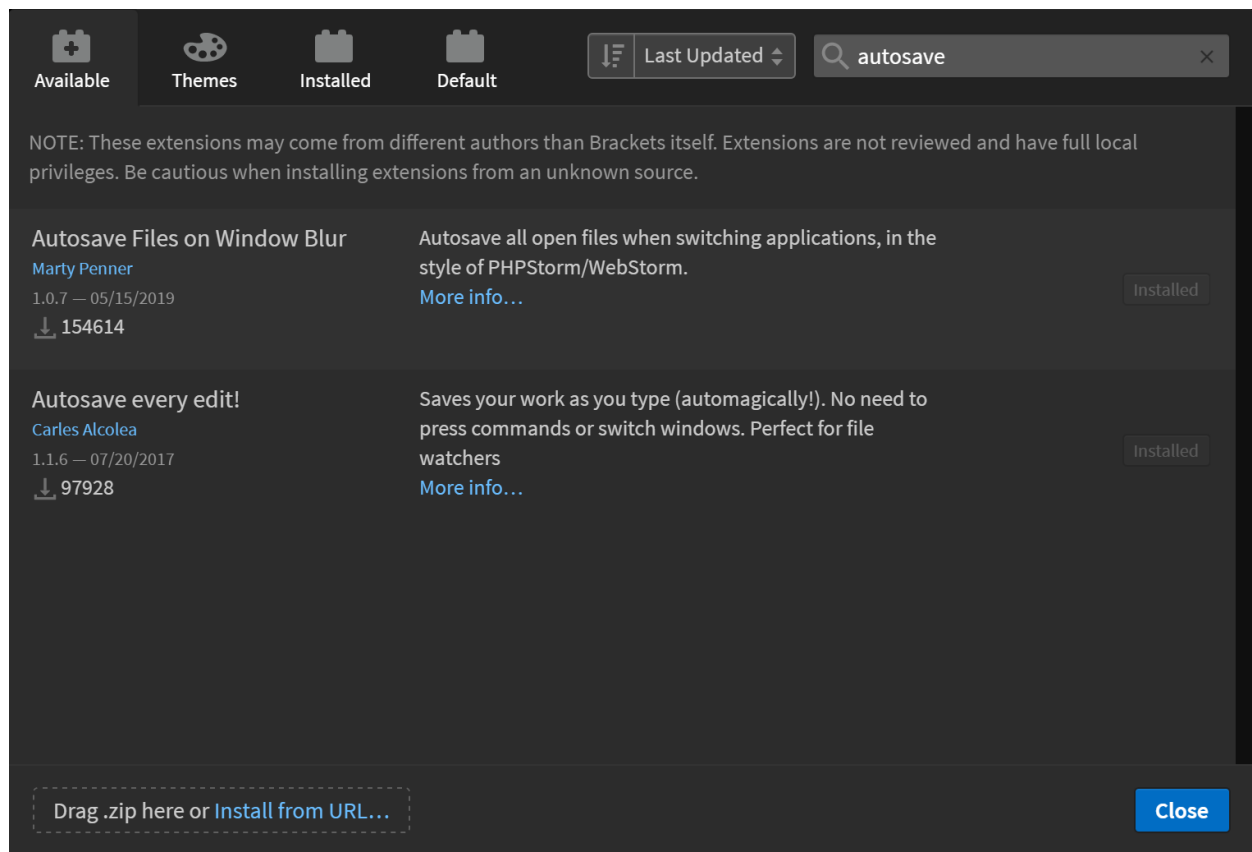 Available
Themes
Installed
Default
Last Updated
autosave
NOTE: These extensions may come from different authors than Brackets itself. Extensions are not reviewed and have full local
privileges. Be cautious when installing extensions from an unknown source.
Autosave Files on Window Blur
Marty Penner
1.0.7 — 05/15/2019
154614
Autosave all open files when switching applications, in the
style of PHPStorm/WebStorm.
More info…
Installed
Autosave every edit!
Carles Alcolea
1.1.6 — 07/20/2017
97928
Saves your work as you type (automagically!). No need to
press commands or switch windows. Perfect for file
watchers
More info…
Installed
Drag .zip here or Install from URL…
Close